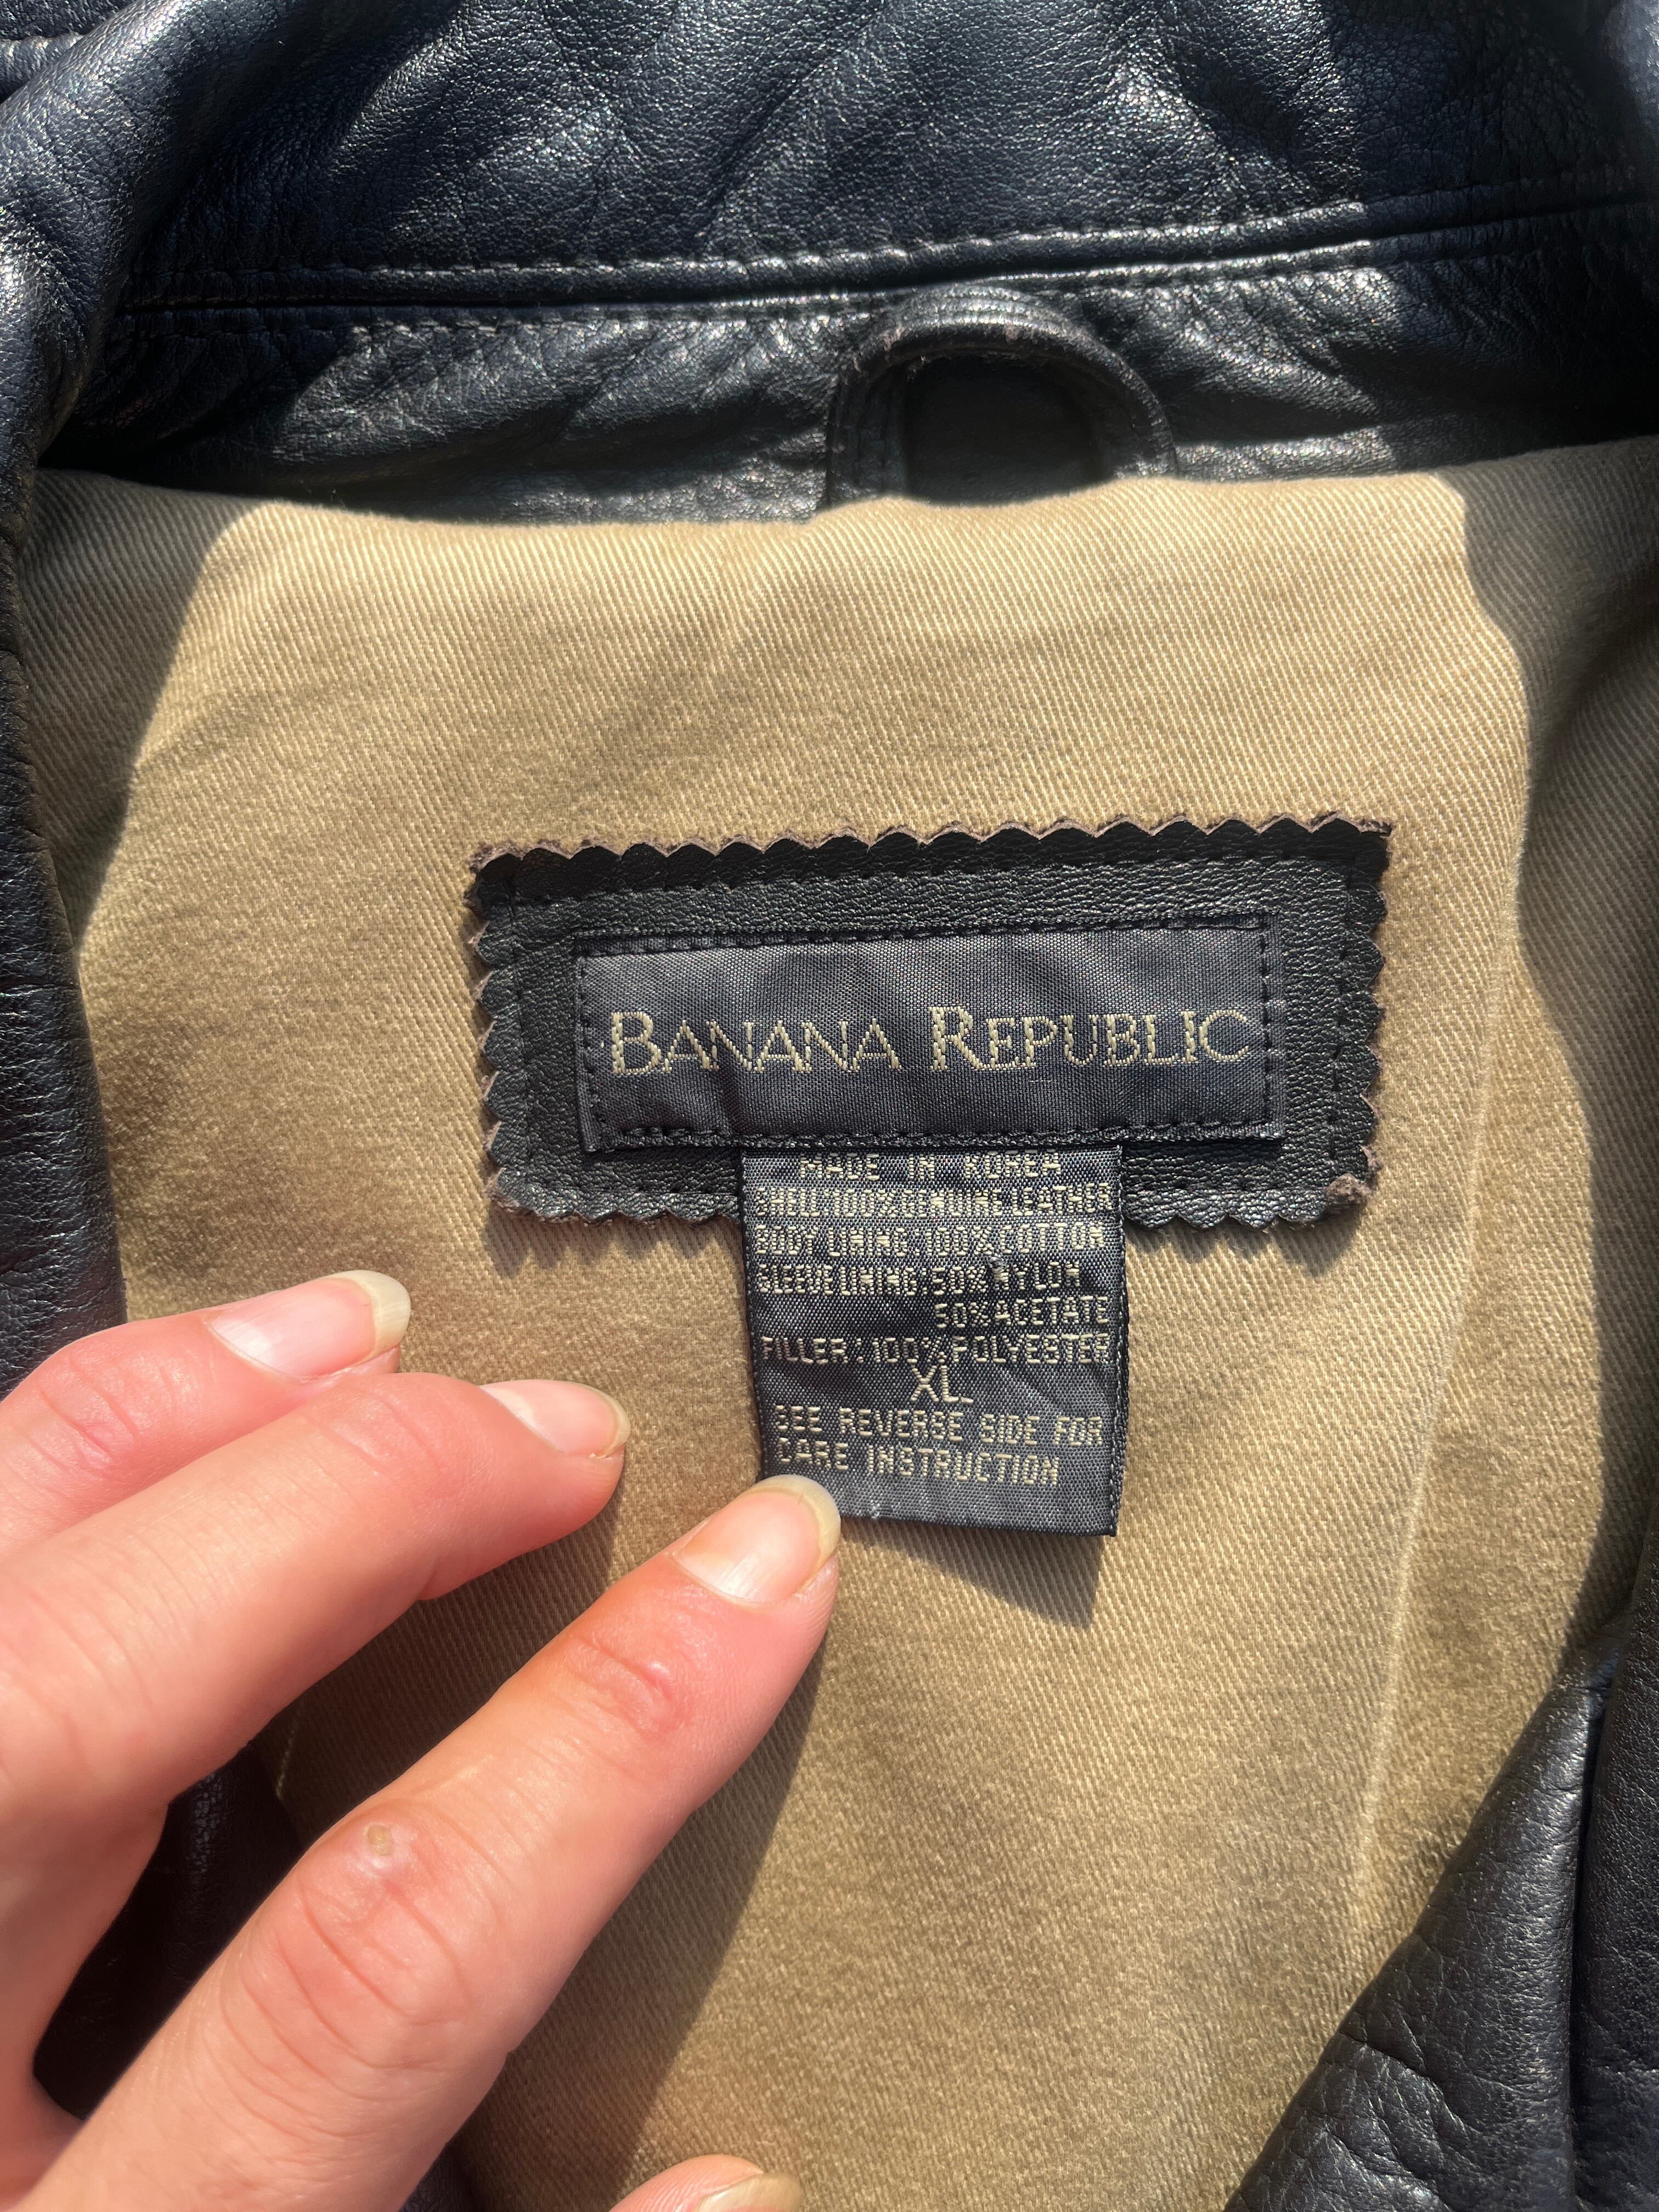 BANANA REPUBLIC
MADE IN KOREA
SHELL:100%GENUINE LEATHER
BODY LINING:100%COTTON
SLEEVE LINING:50%NYLON
50%ACETATE
FILLER:100%POLYESTER
XL
SEE REVERSE SIDE FOR
CARE INSTRUCTION